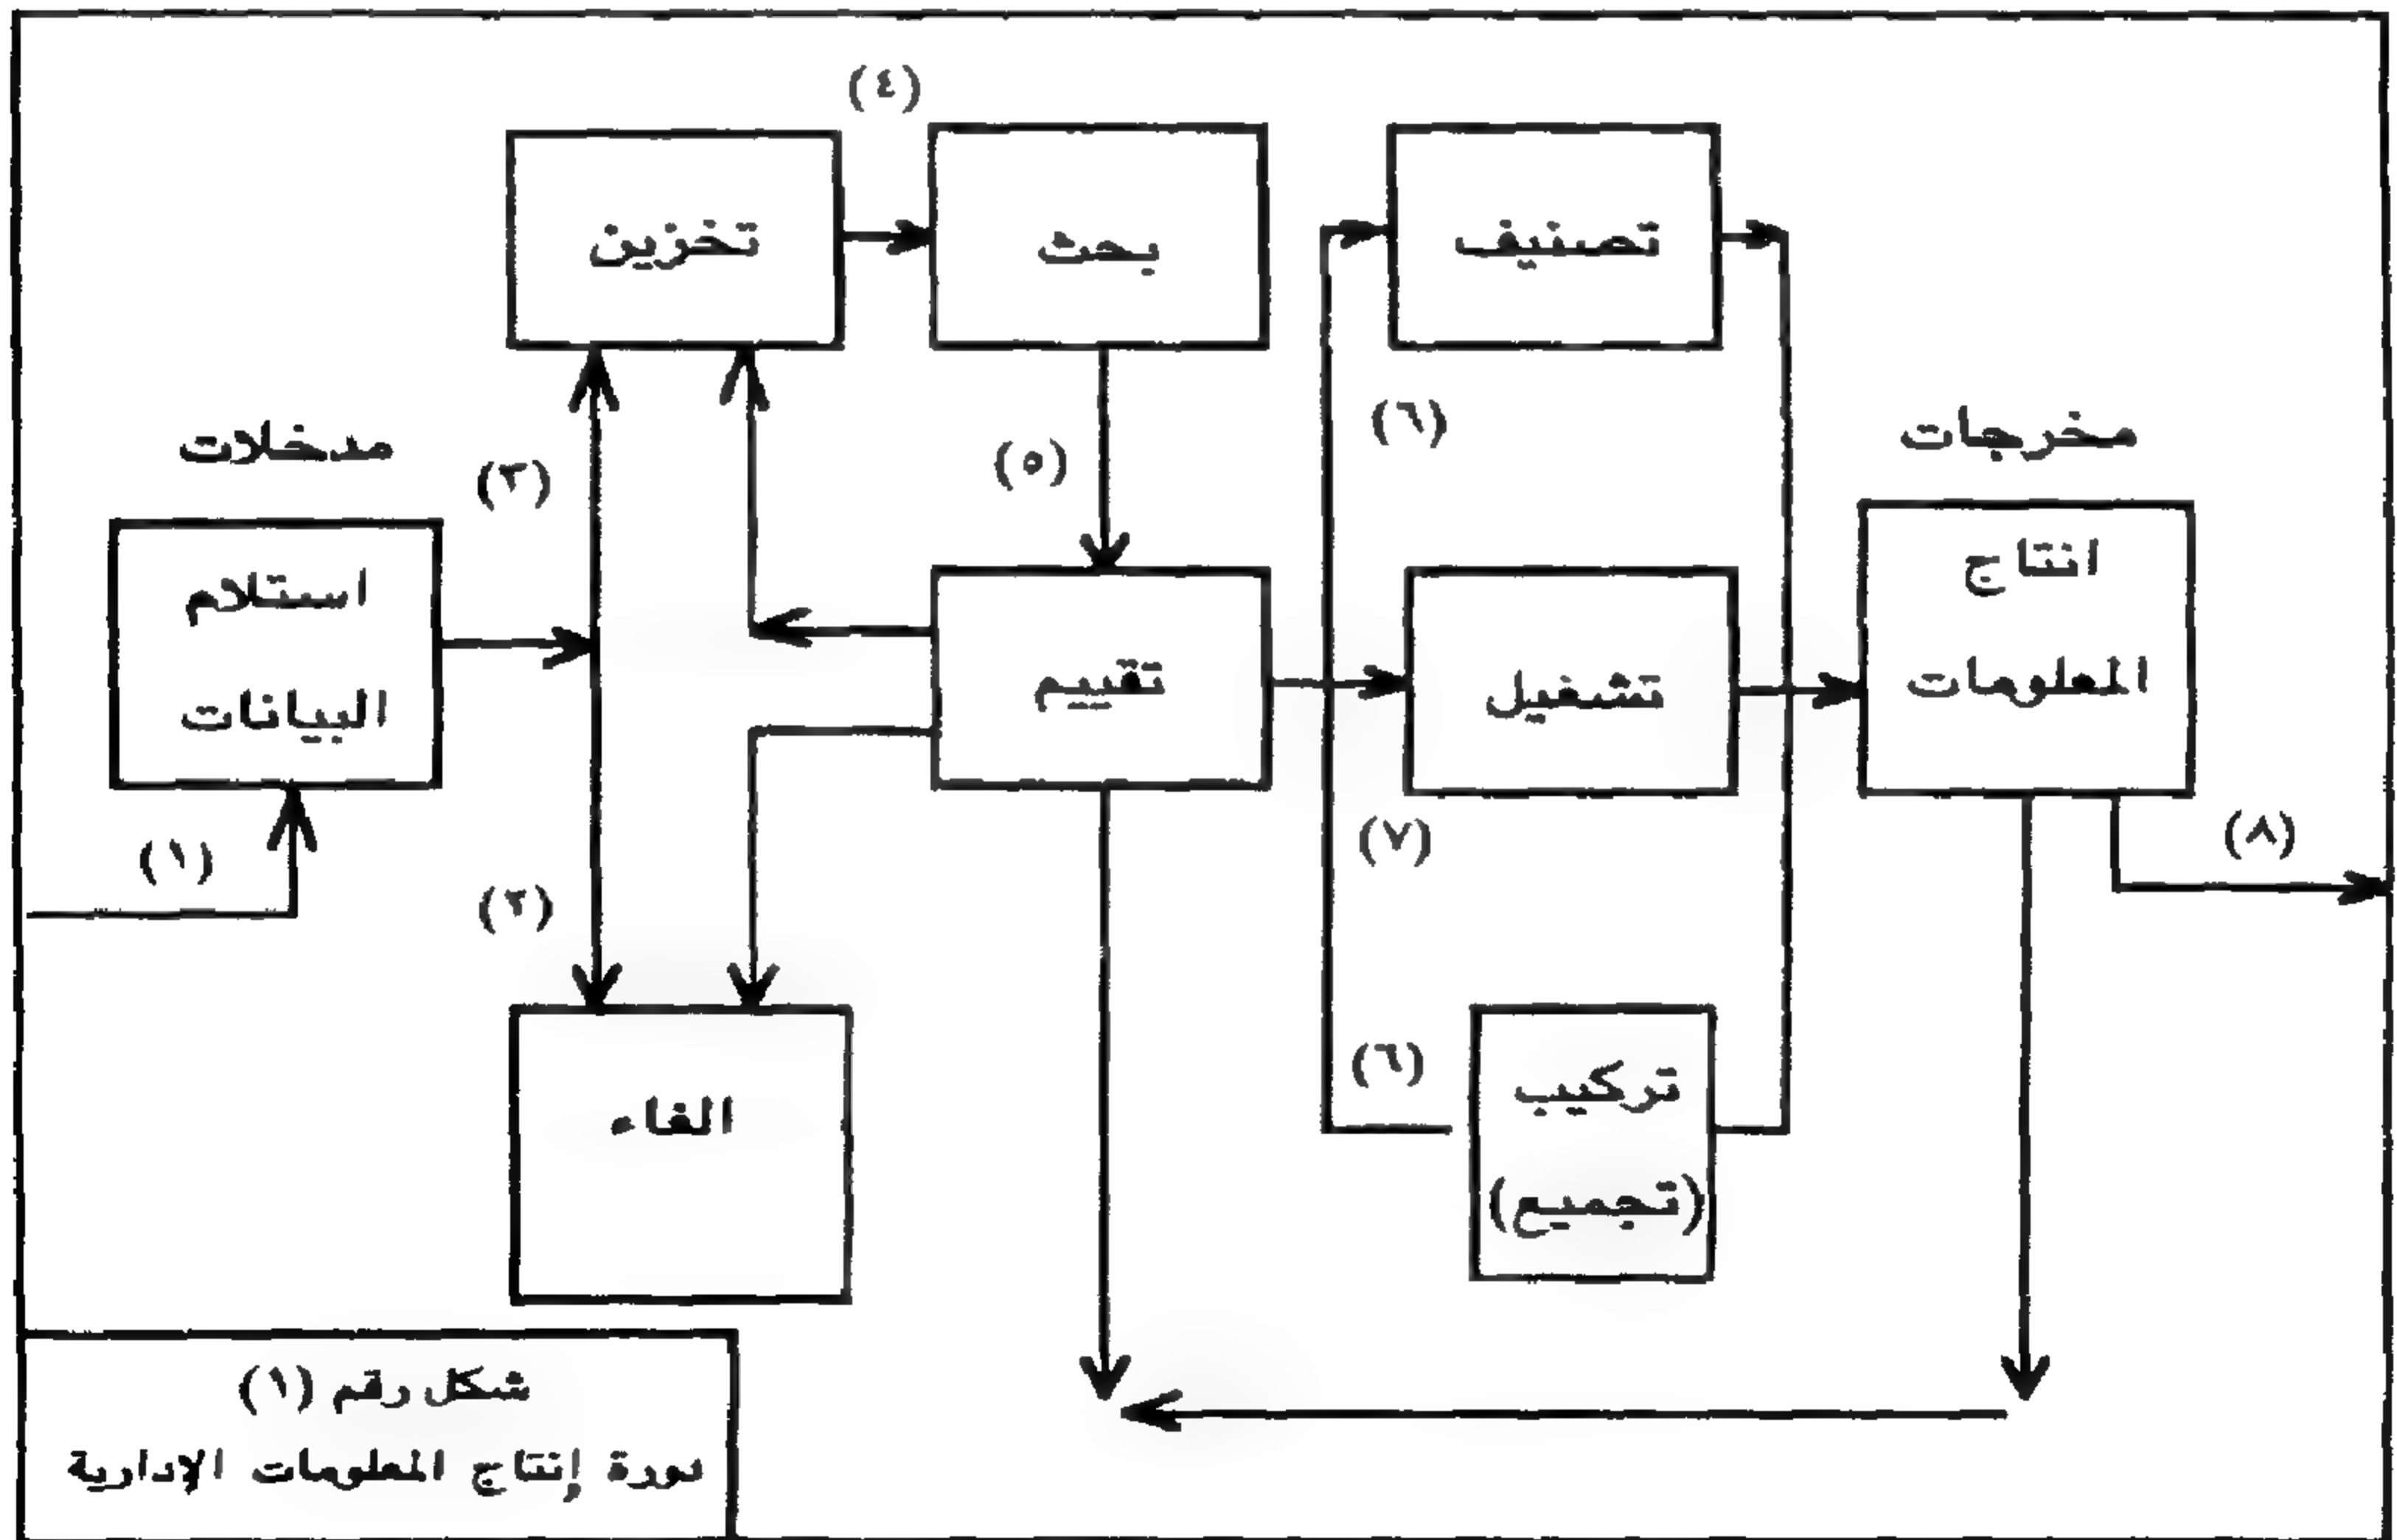 (٤)
تخزين
بحث
تصنيف
مدخلات
(٣)
(٥)
(٦)
مخرجات
استلام
البيانات
تقييم
تشغيل
انتاج
المعلومات
(١)
(٢)
(٧)
(٨)
الغاء
(٦)
تركيب
(تجميع)
شكل رقم (١)
دورة إنتاج المعلومات الإدارية